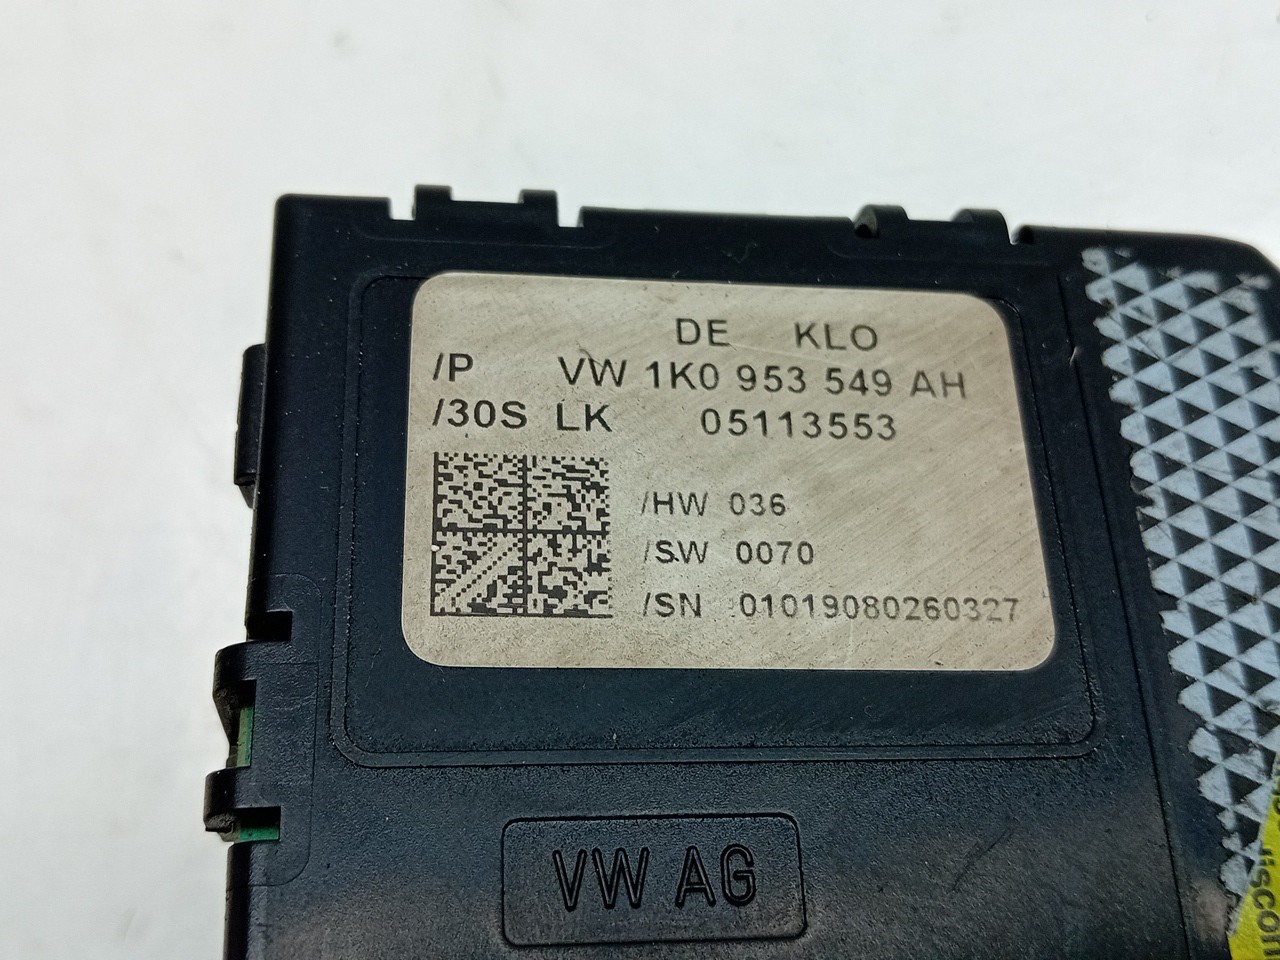 DE KLO
/P VW 1K0 953 549 AH
/30S LK 05113553
/HW 036
/SW 0070
/SN 01019080260327
VW AG